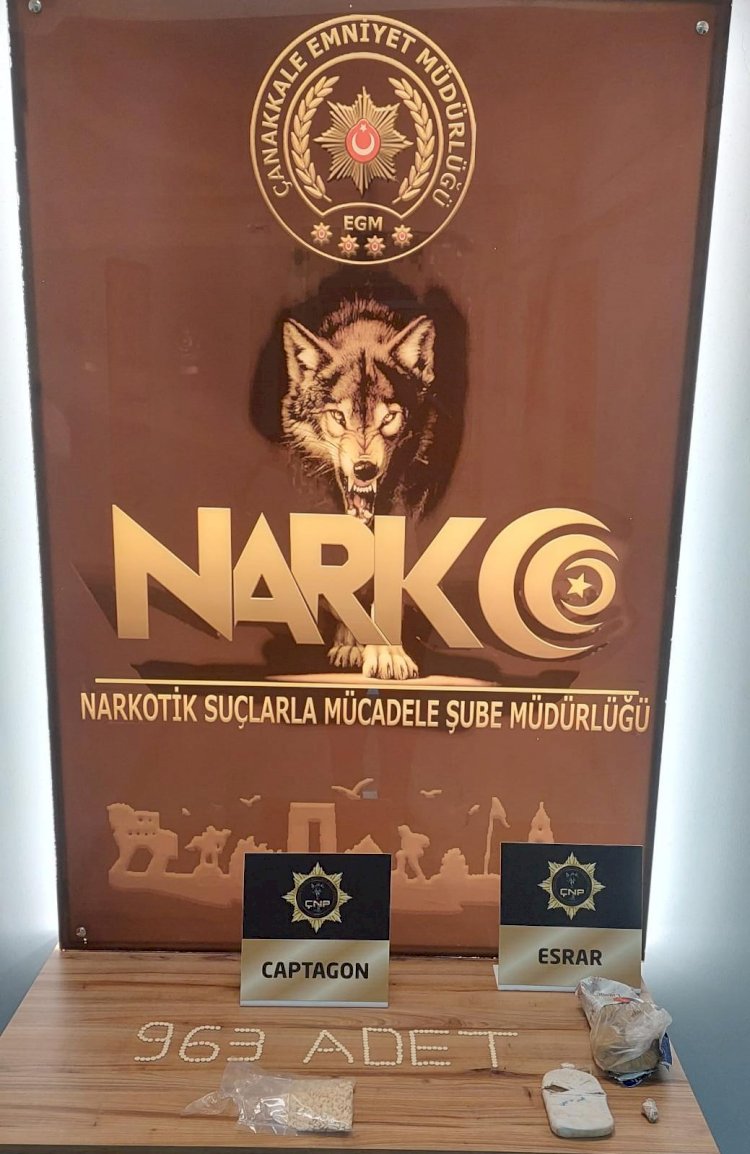 ÇANAKKALE EMNİYET MÜDÜRLÜĞÜ
EGM
NARKO
NARKOTİK SUÇLARLA MÜCADELE ŞUBE MÜDÜRLÜĞÜ
ÇNP
CAPTAGON
ÇNP
ESRAR
963 ADET